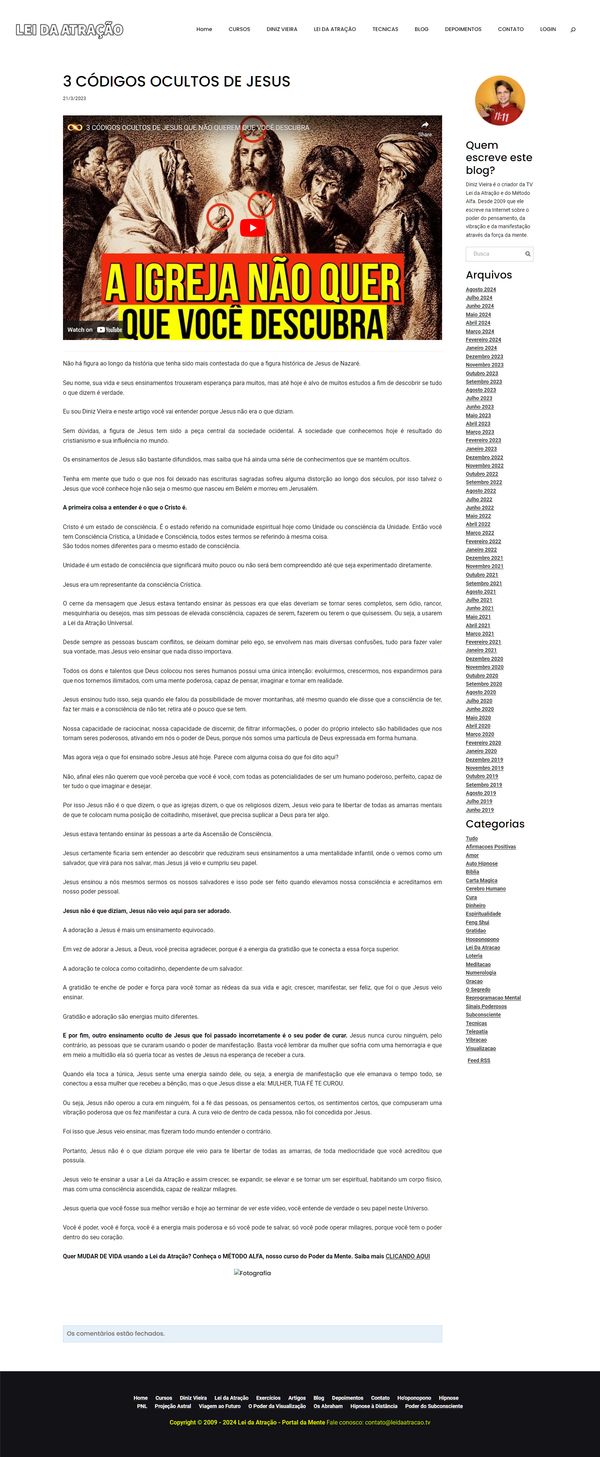 LEI DA ATRAÇÃO
Home CURSOS DINIZ VIEIRA LEI DA ATRAÇÃO TECNICAS BLOG DEPOIMENTOS CONTATO LOGIN
3 CÓDIGOS OCULTOS DE JESUS
21/3/2023
3 CÓDIGOS OCULTOS DE JESUS QUE NÃO QUEREM QUE VOCÊ DESCUBRA
Share
A IGREJA NÃO QUER
QUE VOCÊ DESCUBRA
Watch on YouTube
Não há figura ao longo da história que tenha sido mais contestada do que a figura histórica de Jesus de Nazaré.
Seu nome, sua vida e seus ensinamentos trouxeram esperança para muitos, mas até hoje é alvo de muitos estudos a fim de descobrir se tudo
o que dizem é verdade.
Eu sou Diniz Vieira e neste artigo você vai entender porque Jesus não era o que diziam.
Sem dúvidas, a figura de Jesus tem sido a peça central da sociedade ocidental. A sociedade que conhecemos hoje é resultado do
cristianismo e sua influência no mundo.
Os ensinamentos de Jesus são bastante difundidos, mas saiba que há ainda uma série de conhecimentos que se mantém ocultos.
Tenha em mente que tudo o que nos foi deixado nas escrituras sagradas sofreu alguma distorção ao longo dos séculos, por isso talvez o
Jesus que você conhece hoje não seja o mesmo que nasceu em Belém e morreu em Jerusalém.
A primeira coisa a entender é o que o Cristo é.
Cristo é um estado de consciência. É o estado referido na comunidade espiritual hoje como Unidade ou consciência da Unidade. Então você
tem Consciência Crística, a Unidade e Consciência, todos estes termos se referindo à mesma coisa.
São todos nomes diferentes para o mesmo estado de consciência.
Unidade é um estado de consciência que significará muito pouco ou não será bem compreendido até que seja experimentado diretamente.
Jesus era um representante da consciência Crística.
O cerne da mensagem que Jesus estava tentando ensinar às pessoas era que elas deveriam se tornar seres completos, sem ódio, rancor,
mesquinharia ou desejos, mas sim pessoas de elevada consciência, capazes de serem, fazerem ou terem o que quisessem. Ou seja, a usarem
a Lei da Atração Universal.
Desde sempre as pessoas buscam conflitos, se deixam dominar pelo ego, se envolvem nas mais diversas confusões, tudo para fazer valer
sua vontade, mas Jesus veio ensinar que nada disso importava.
Todos os dons e talentos que Deus colocou nos seres humanos possui uma única intenção: evoluirmos, crescermos, nos expandirmos para
que nos tornemos ilimitados, com uma mente poderosa, capaz de pensar, imaginar e tornar em realidade.
Jesus ensinou tudo isso, seja quando ele falou da possibilidade de mover montanhas, até mesmo quando ele disse que a consciência de ter,
faz ter mais e a consciência de não ter, retira até o pouco que se tem.
Nossa capacidade de raciocinar, nossa capacidade de discernir, de filtrar informações, o poder do próprio intelecto são habilidades que nos
tornam seres poderosos, ativando em nós o poder de Deus, porque nós somos uma partícula de Deus expressada em forma humana.
Mas agora veja o que foi ensinado sobre Jesus até hoje. Parece com alguma coisa do que foi dito aqui?
Não, afinal eles não querem que você perceba que você é você, com todas as potencialidades de ser um humano poderoso, perfeito, capaz de
ter tudo o que imaginar e desejar.
Por isso Jesus não é o que dizem, o que as igrejas dizem, o que os religiosos dizem, Jesus veio para te libertar de todas as amarras mentais
de que te colocam numa posição de coitadinho, miserável, que precisa suplicar a Deus para ter algo.
Jesus estava tentando ensinar às pessoas a arte da Ascensão de Consciência.
Jesus certamente ficaria sem entender ao descobrir que reduziram seus ensinamentos a uma mentalidade infantil, onde o vemos como um
salvador, que virá para nos salvar, mas Jesus já veio e cumpriu seu papel.
Jesus ensinou a nós mesmos sermos os nossos salvadores e isso pode ser feito quando elevamos nossa consciência e acreditamos em
nosso poder pessoal.
Jesus não é que diziam, Jesus não veio aqui para ser adorado.
A adoração a Jesus é mais um ensinamento equivocado.
Em vez de adorar a Jesus, a Deus, você precisa agradecer, porque é a energia da gratidão que te conecta a essa força superior.
A adoração te coloca como coitadinho, dependente de um salvador.
A gratidão te enche de poder e força para você tomar as rédeas da sua vida e agir, crescer, manifestar, ser feliz, que foi o que Jesus veio
ensinar.
Gratidão e adoração são energias muito diferentes.
E por fim, outro ensinamento oculto de Jesus que foi passado incorretamente é o seu poder de curar. Jesus nunca curou ninguém, pelo
contrário, as pessoas que se curaram usando o poder de manifestação. Basta você lembrar da mulher que sofria com uma hemorragia e que
em meio a multidão ela só queria tocar as vestes de Jesus na esperança de receber a cura.
Quando ela toca a túnica, Jesus sente uma energia saindo dele, ou seja, a energia de manifestação que ele emanava o tempo todo, se
conectou a essa mulher que recebeu a bênção, mas o que Jesus disse a ela: MULHER, TUA FÉ TE CUROU.
Ou seja, Jesus não operou a cura em ninguém, foi a fé das pessoas, os pensamentos certos, os sentimentos certos, que compuseram uma
vibração poderosa que os fez manifestar a cura. A cura veio de dentro de cada pessoa, não foi concedida por Jesus.
Foi isso que Jesus veio ensinar, mas fizeram todo mundo entender o contrário.
Portanto, Jesus não é o que diziam porque ele veio para te libertar de todas as amarras, de toda mediocridade que você acreditou que
possuía.
Jesus veio te ensinar a usar a Lei da Atração e assim crescer, se expandir, se elevar e se tornar um ser espiritual, habitando um corpo físico,
mas com uma consciência ascendida, capaz de realizar milagres.
Jesus queria que você fosse sua melhor versão e hoje ao terminar de ver este vídeo, você entende de verdade o seu papel neste Universo.
Você é poder, você é força, você é a energia mais poderosa e só você pode te salvar, só você pode operar milagres, porque você tem o poder
dentro do seu coração.
Quer MUDAR DE VIDA usando a Lei da Atração? Conheça o MÉTODO ALFA, nosso curso do Poder da Mente. Saiba mais CLICANDO AQUI
Fotografia
Os comentários estão fechados.
11:11
Quem
escreve este
blog?
Diniz Vieira é o criador da TV
Lei da Atração e do Método
Alfa. Desde 2009 que ele
escreve na Internet sobre o
poder do pensamento, da
vibração e da manifestação
através da força da mente.
Busca
Arquivos
Agosto 2024
Julho 2024
Junho 2024
Maio 2024
Abril 2024
Março 2024
Fevereiro 2024
Janeiro 2024
Dezembro 2023
Novembro 2023
Outubro 2023
Setembro 2023
Agosto 2023
Julho 2023
Junho 2023
Maio 2023
Abril 2023
Março 2023
Fevereiro 2023
Janeiro 2023
Dezembro 2022
Novembro 2022
Outubro 2022
Setembro 2022
Agosto 2022
Julho 2022
Junho 2022
Maio 2022
Abril 2022
Março 2022
Fevereiro 2022
Janeiro 2022
Dezembro 2021
Novembro 2021
Outubro 2021
Setembro 2021
Agosto 2021
Julho 2021
Junho 2021
Maio 2021
Abril 2021
Março 2021
Fevereiro 2021
Janeiro 2021
Dezembro 2020
Novembro 2020
Outubro 2020
Setembro 2020
Agosto 2020
Julho 2020
Junho 2020
Maio 2020
Abril 2020
Março 2020
Fevereiro 2020
Janeiro 2020
Dezembro 2019
Novembro 2019
Outubro 2019
Setembro 2019
Agosto 2019
Julho 2019
Junho 2019
Categorias
Tudo
Afirmacoes Positivas
Amor
Auto Hipnose
Biblia
Carta Magica
Cerebro Humano
Cura
Dinheiro
Espiritualidade
Feng Shui
Gratidao
Hooponopono
Lei Da Atracao
Loteria
Meditacao
Numerologia
Oracao
O Segredo
Reprogramacao Mental
Sinais Poderosos
Subconsciente
Tecnicas
Telepatia
Vibracao
Visualizacao
Feed RSS
Home Cursos Diniz Vieira Lei da Atração Exercícios Artigos Blog Depoimentos Contato Ho'oponopono Hipnose
PNL Projeção Astral Viagem ao Futuro O Poder da Visualização Os Abraham Hipnose à Distância Poder do Subconsciente
Copyright © 2009 - 2024 Lei da Atração - Portal da Mente Fale conosco: contato@leidaatracao.tv